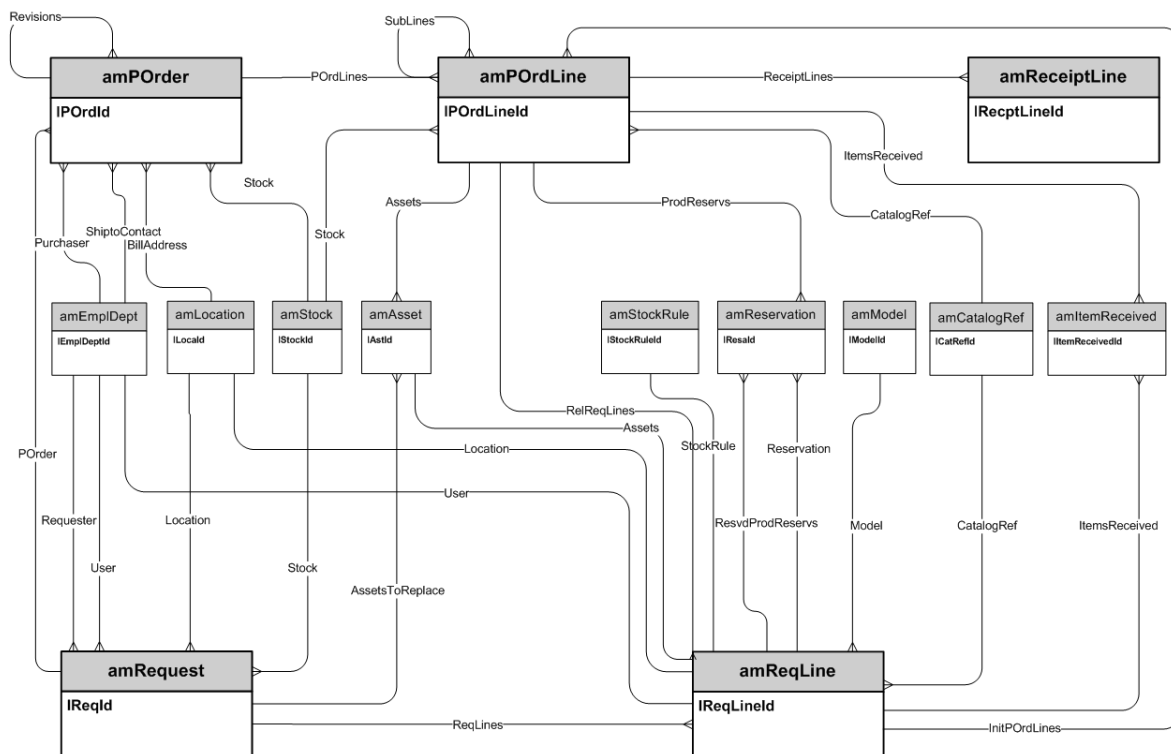 Revisions
SubLines
amPOrder
POrdLines
amPOrdLine
ReceiptLines
amReceiptLine
lPOrdId
lPOrdLineId
lRecptLineId
ItemsReceived
Stock
Assets
ProdReservs
CatalogRef
Purchaser
ShiptoContact
BillAddress
Stock
amEmplDept
amLocation
amStock
amAsset
amStockRule
amReservation
amModel
amCatalogRef
amItemReceived
lEmplDeptId
lLocaId
lStockId
lAstId
lStockRuleId
lResaId
lModelId
lCatRefId
lItemReceivedId
RelReqLines
Assets
StockRule
POrder
Location
Reservation
User
Requester
Location
ResvdProdReservs
Model
CatalogRef
ItemsReceived
User
Stock
AssetsToReplace
amRequest
amReqLine
lReqId
lReqLineId
ReqLines
InitPOrdLines